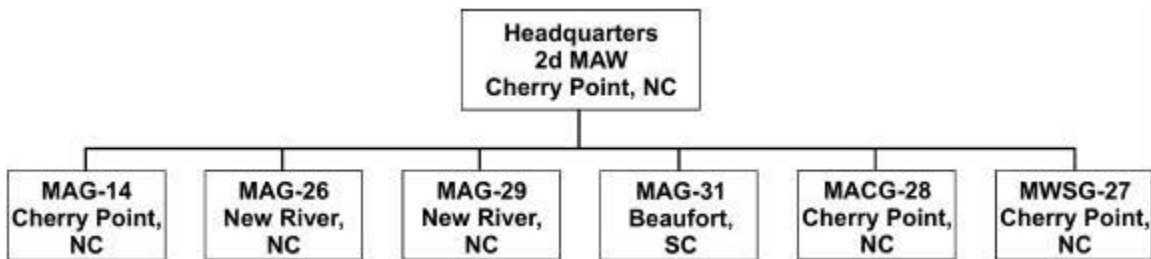 Headquarters
2d MAW
Cherry Point, NC
MAG-14
Cherry Point,
NC
MAG-26
New River,
NC
MAG-29
New River,
NC
MAG-31
Beaufort,
SC
MACG-28
Cherry Point,
NC
MWSG-27
Cherry Point,
NC